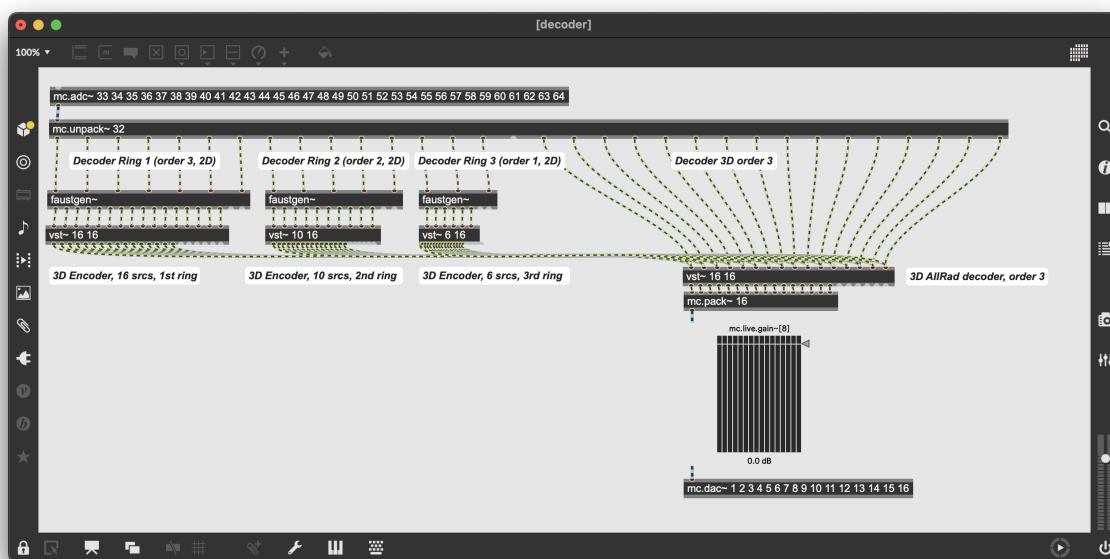 [decoder]
100% ▼
mc.adc~ 33 34 35 36 37 38 39 40 41 42 43 44 45 46 47 48 49 50 51 52 53 54 55 56 57 58 59 60 61 62 63 64
mc.unpack~ 32
Decoder Ring 1 (order 3, 2D)
Decoder Ring 2 (order 2, 2D)
Decoder Ring 3 (order 1, 2D)
Decoder 3D order 3
faustgen~
faustgen~
faustgen~
vst~ 16 16
vst~ 10 16
vst~ 6 16
3D Encoder, 16 srcs, 1st ring
3D Encoder, 10 srcs, 2nd ring
3D Encoder, 6 srcs, 3rd ring
vst~ 16 16
3D AllRad decoder, order 3
mc.pack~ 16
mc.live.gain~[8]
0.0 dB
mc.dac~ 1 2 3 4 5 6 7 8 9 10 11 12 13 14 15 16